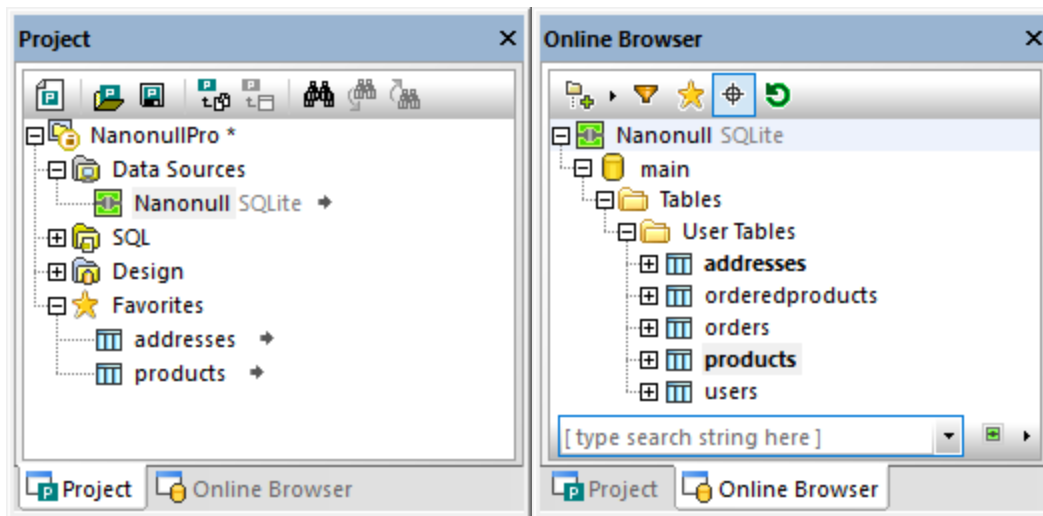 Project
NanonullPro *
Data Sources
Nanonull SQLite
SQL
Design
Favorites
addresses
products
Project Online Browser
Online Browser
Nanonull SQLite
main
Tables
User Tables
addresses
orderedproducts
orders
products
users
[ type search string here ]
Project Online Browser